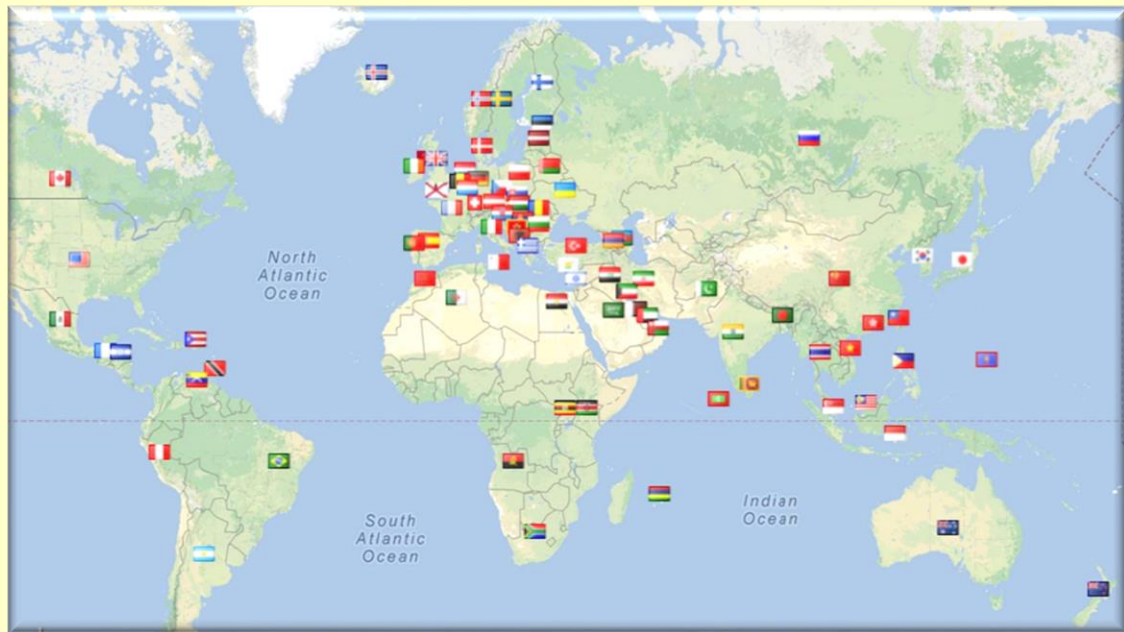 North
Atlantic
Ocean
South
Atlantic
Ocean
Indian
Ocean